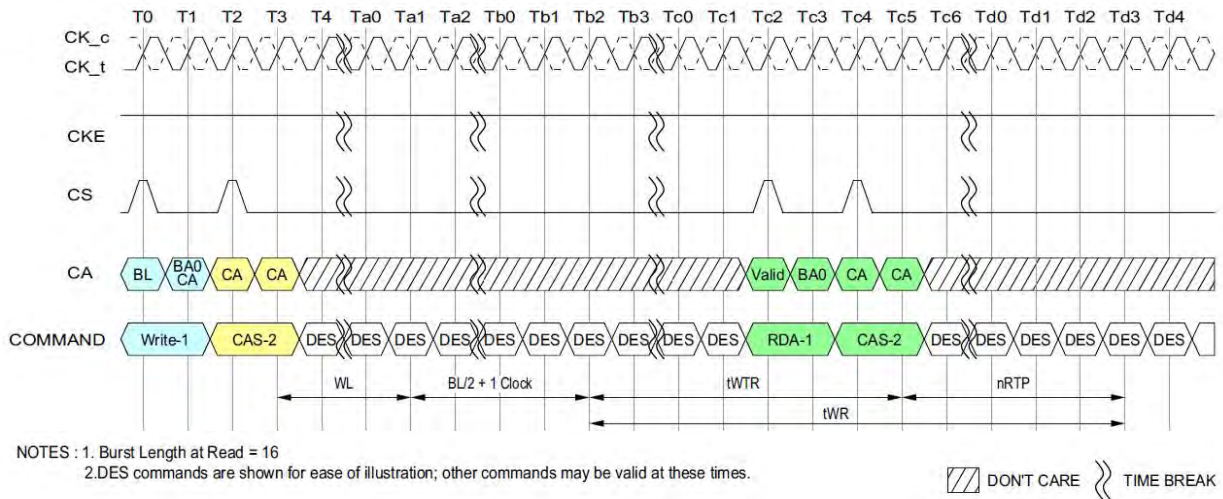 T0 T1 T2 T3 T4 Ta0 Ta1 Ta2 Tb0 Tb1 Tb2 Tb3 Tc0 Tc1 Tc2 Tc3 Tc4 Tc5 Tc6 Td0 Td1 Td2 Td3 Td4
CK_c
CK_t
CKE
CS
CA BL BA0 CA CA CA Valid BA0 CA CA
COMMAND Write-1 CAS-2 DES DES DES DES DES DES DES DES DES DES RDA-1 CAS-2 DES DES DES DES DES DES
WL BL/2 + 1 Clock tWTR nRTP
tWR
NOTES : 1. Burst Length at Read = 16
2.DES commands are shown for ease of illustration; other commands may be valid at these times.
DON'T CARE TIME BREAK